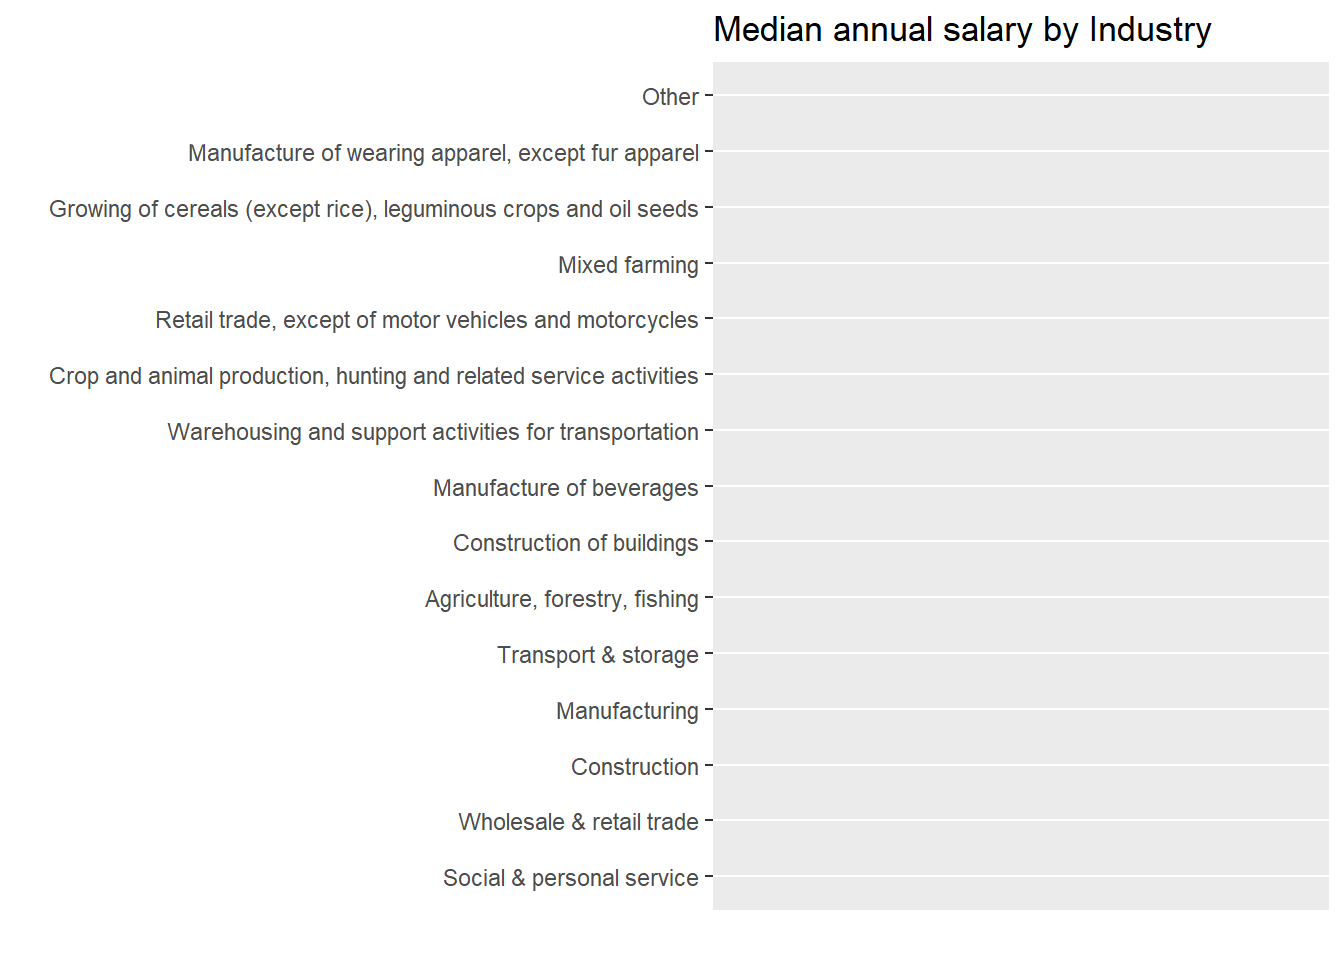 Median annual salary by Industry
Other
Manufacture of wearing apparel, except fur apparel
Growing of cereals (except rice), leguminous crops and oil seeds
Mixed farming
Retail trade, except of motor vehicles and motorcycles
Crop and animal production, hunting and related service activities
Warehousing and support activities for transportation
Manufacture of beverages
Construction of buildings
Agriculture, forestry, fishing
Transport & storage
Manufacturing
Construction
Wholesale & retail trade
Social & personal service